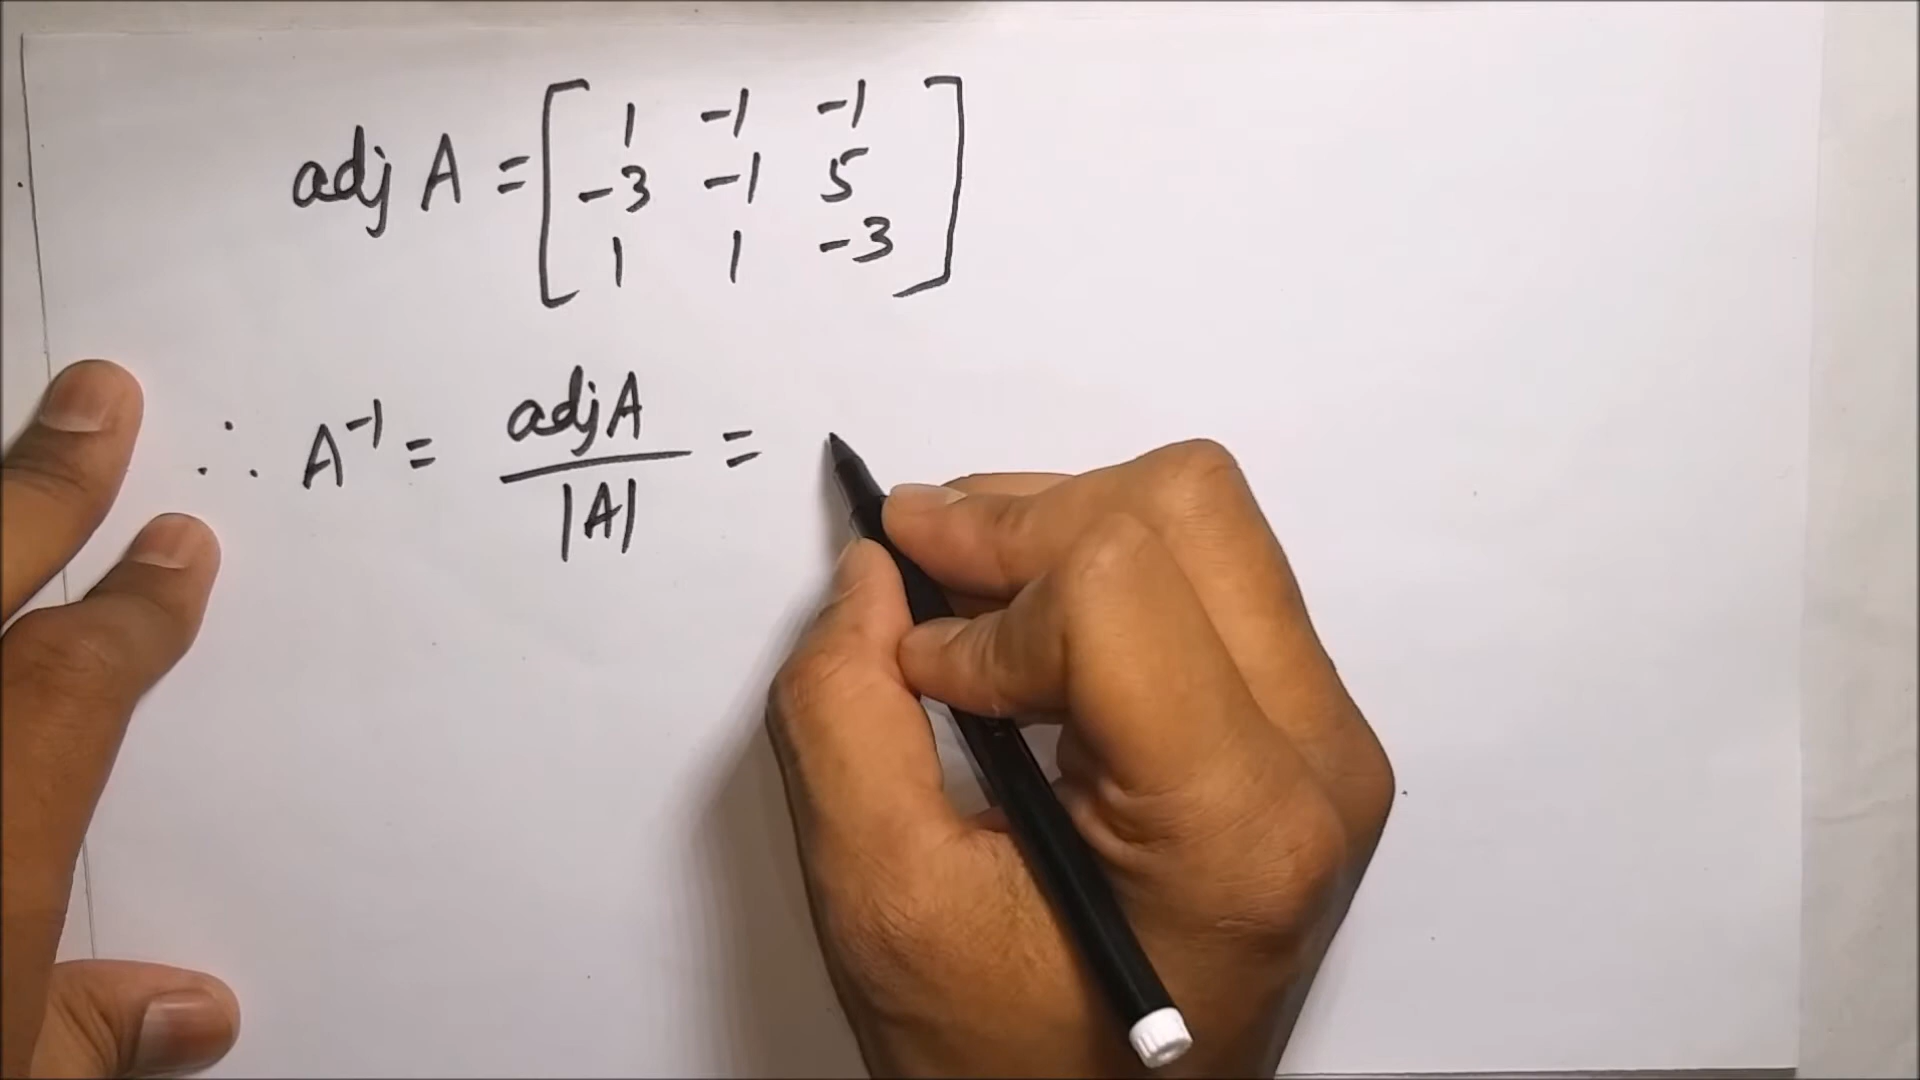 adj A = [ 1 -1 -1
-3 -1 5
1 1 -3 ]
∴ A⁻¹ = adj A / |A| =